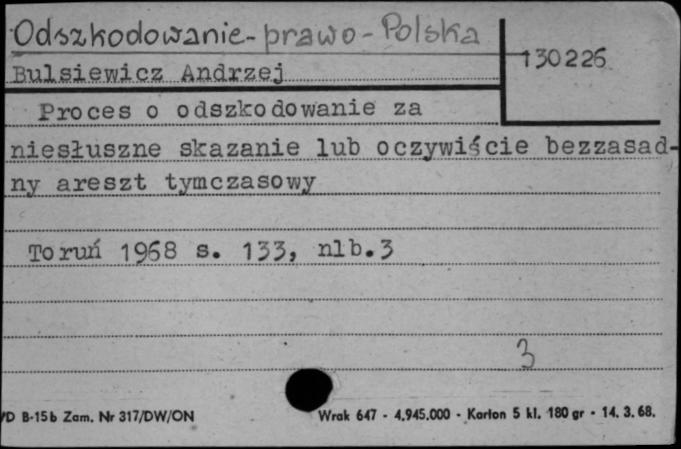 Odszkodowanie-prawo-Polska
130226
Bulsiewicz Andrzej
Proces o odszkodowanie za
niesłuszne skazanie lub oczywiście bezzasad-
ny areszt tymczasowy
Toruń 1968 s. 133, nlb.3
3
/D B-15b Zam. Nr 317/DW/ON
Wrak 647 - 4.945.000 - Karton 5 kl. 180 gr - 14. 3. 68.